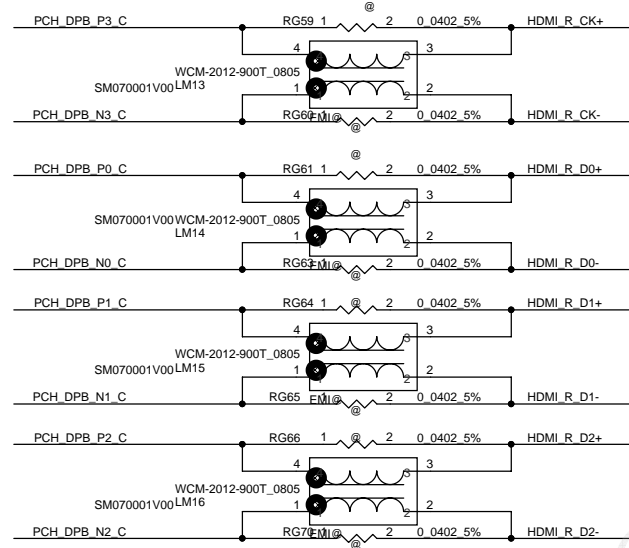 @
PCH_DPB_P3_C RG59 1 2 0_0402_5% HDMI_R_CK+
4 3
WCM-2012-900T_0805
SM070001V00 LM13
1 2
PCH_DPB_N3_C RG60 1 2 0_0402_5% HDMI_R_CK-
EMI@
@
@
PCH_DPB_P0_C RG61 1 2 0_0402_5% HDMI_R_D0+
4 3
SM070001V00 WCM-2012-900T_0805
LM14
1 2
PCH_DPB_N0_C RG63 1 2 0_0402_5% HDMI_R_D0-
EMI@
@
PCH_DPB_P1_C RG64 1 @ 2 0_0402_5% HDMI_R_D1+
4 3
WCM-2012-900T_0805
SM070001V00 LM15
1 2
PCH_DPB_N1_C RG65 1 2 0_0402_5% HDMI_R_D1-
EMI@
@
PCH_DPB_P2_C RG66 1 @ 2 0_0402_5% HDMI_R_D2+
4 3
WCM-2012-900T_0805
SM070001V00 LM16
1 2
PCH_DPB_N2_C RG70 1 2 0_0402_5% HDMI_R_D2-
EMI@
@